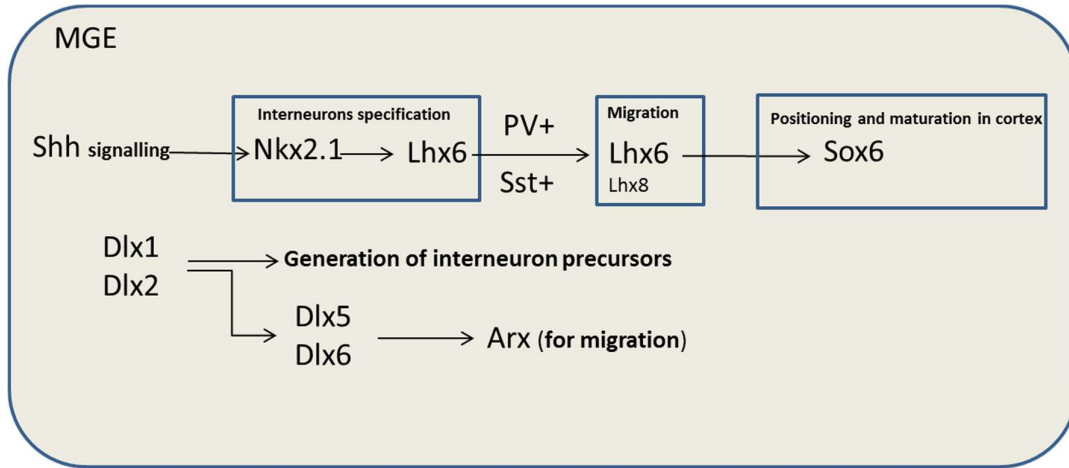 MGE
Interneurons specification
PV+
Migration
Positioning and maturation in cortex
Shh signalling
Nkx2.1
Lhx6
Sst+
Lhx6
Lhx8
Sox6
Dlx1
Dlx2
Generation of interneuron precursors
Dlx5
Dlx6
Arx (for migration)